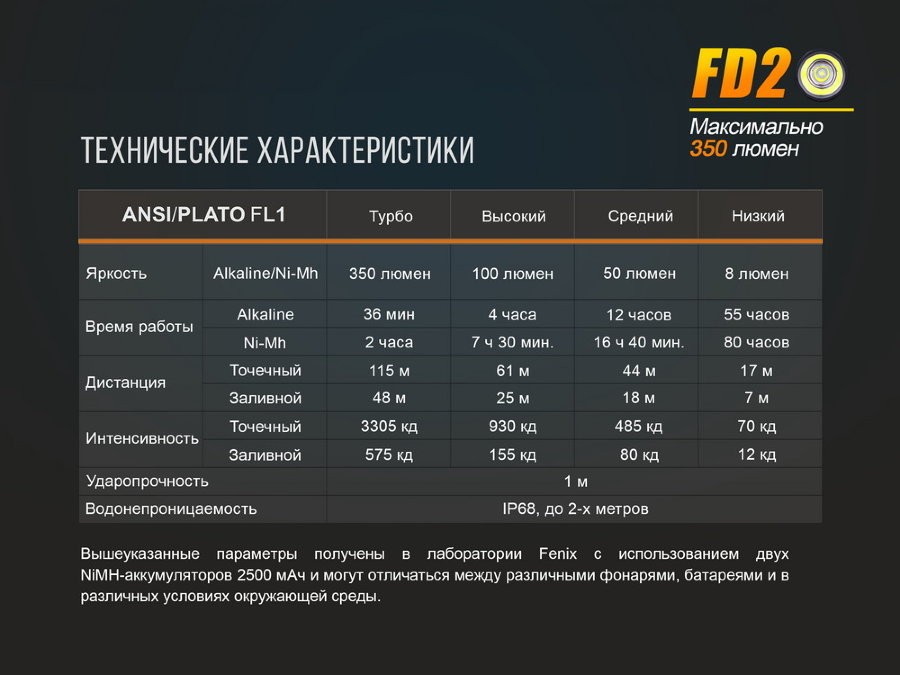 FD20
Максимально
350 люмен
ТЕХНИЧЕСКИЕ ХАРАКТЕРИСТИКИ
ANSI/PLATO FL1 Турбо Высокий Средний Низкий
Яркость Alkaline/Ni-Mh 350 люмен 100 люмен 50 люмен 8 люмен
Время работы Alkaline 36 мин 4 часа 12 часов 55 часов
Ni-Mh 2 часа 7 ч 30 мин. 16 ч 40 мин. 80 часов
Дистанция Точечный 115 м 61 м 44 м 17 м
Заливной 48 м 25 м 18 м 7 м
Интенсивность Точечный 3305 кд 930 кд 485 кд 70 кд
Заливной 575 кд 155 кд 80 кд 12 кд
Ударопрочность 1 м
Водонепроницаемость IP68, до 2-х метров
Вышеуказанные параметры получены в лаборатории Fenix с использованием двух
NiMH-аккумуляторов 2500 мАч и могут отличаться между различными фонарями, батареями и в
различных условиях окружающей среды.